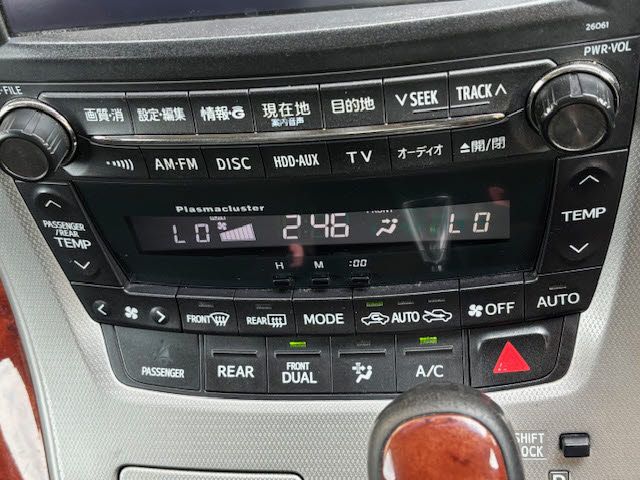 26061
-FILE
PWR·VOL
画質・消 設定・編集 情報・G 現在地 目的地 ∨SEEK TRACK∧
案内音声
AM·FM DISC HDD·AUX TV オーディオ ⏏開/閉
Plasmacluster
FRONT
PASSENGER
/REAR
TEMP
LO 2:46 LO
TEMP
H M :00
FRONT REAR MODE AUTO OFF AUTO
PASSENGER REAR FRONT DUAL A/C
SHIFT
LOCK